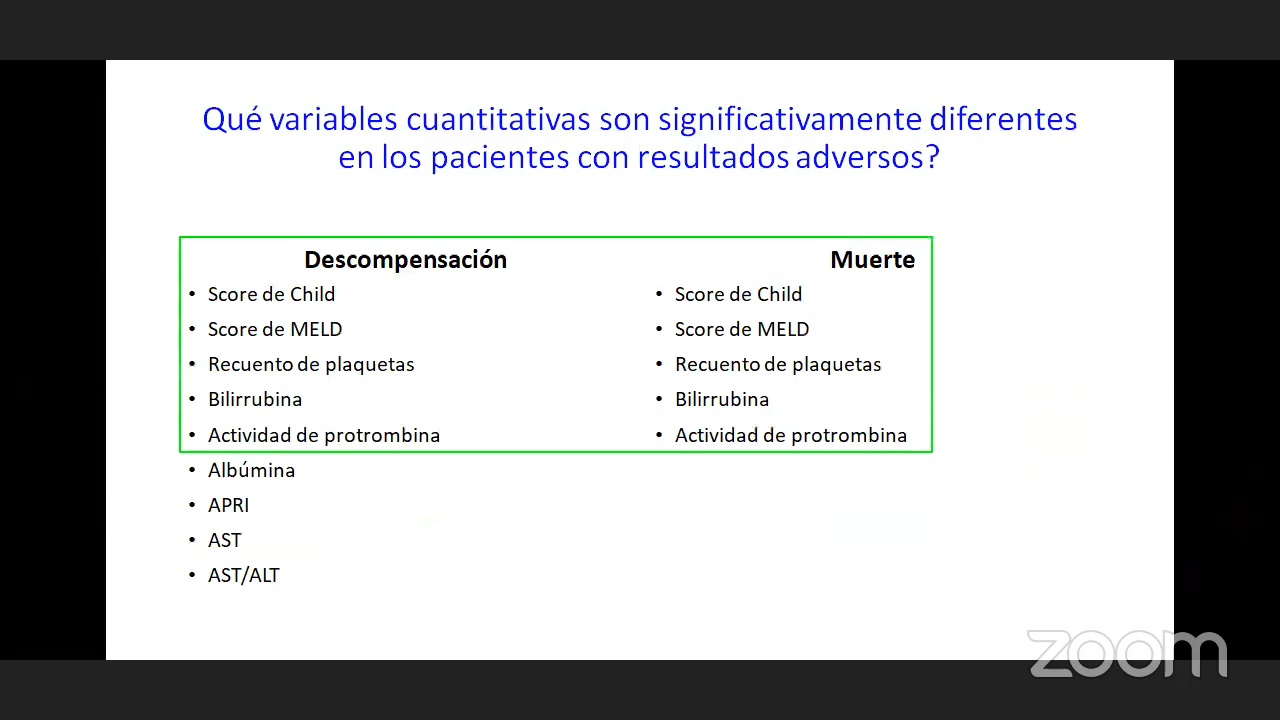 Qué variables cuantitativas son significativamente diferentes
en los pacientes con resultados adversos?
Descompensación
• Score de Child
• Score de MELD
• Recuento de plaquetas
• Bilirrubina
• Actividad de protrombina
• Albúmina
• APRI
• AST
• AST/ALT
Muerte
• Score de Child
• Score de MELD
• Recuento de plaquetas
• Bilirrubina
• Actividad de protrombina
zoom